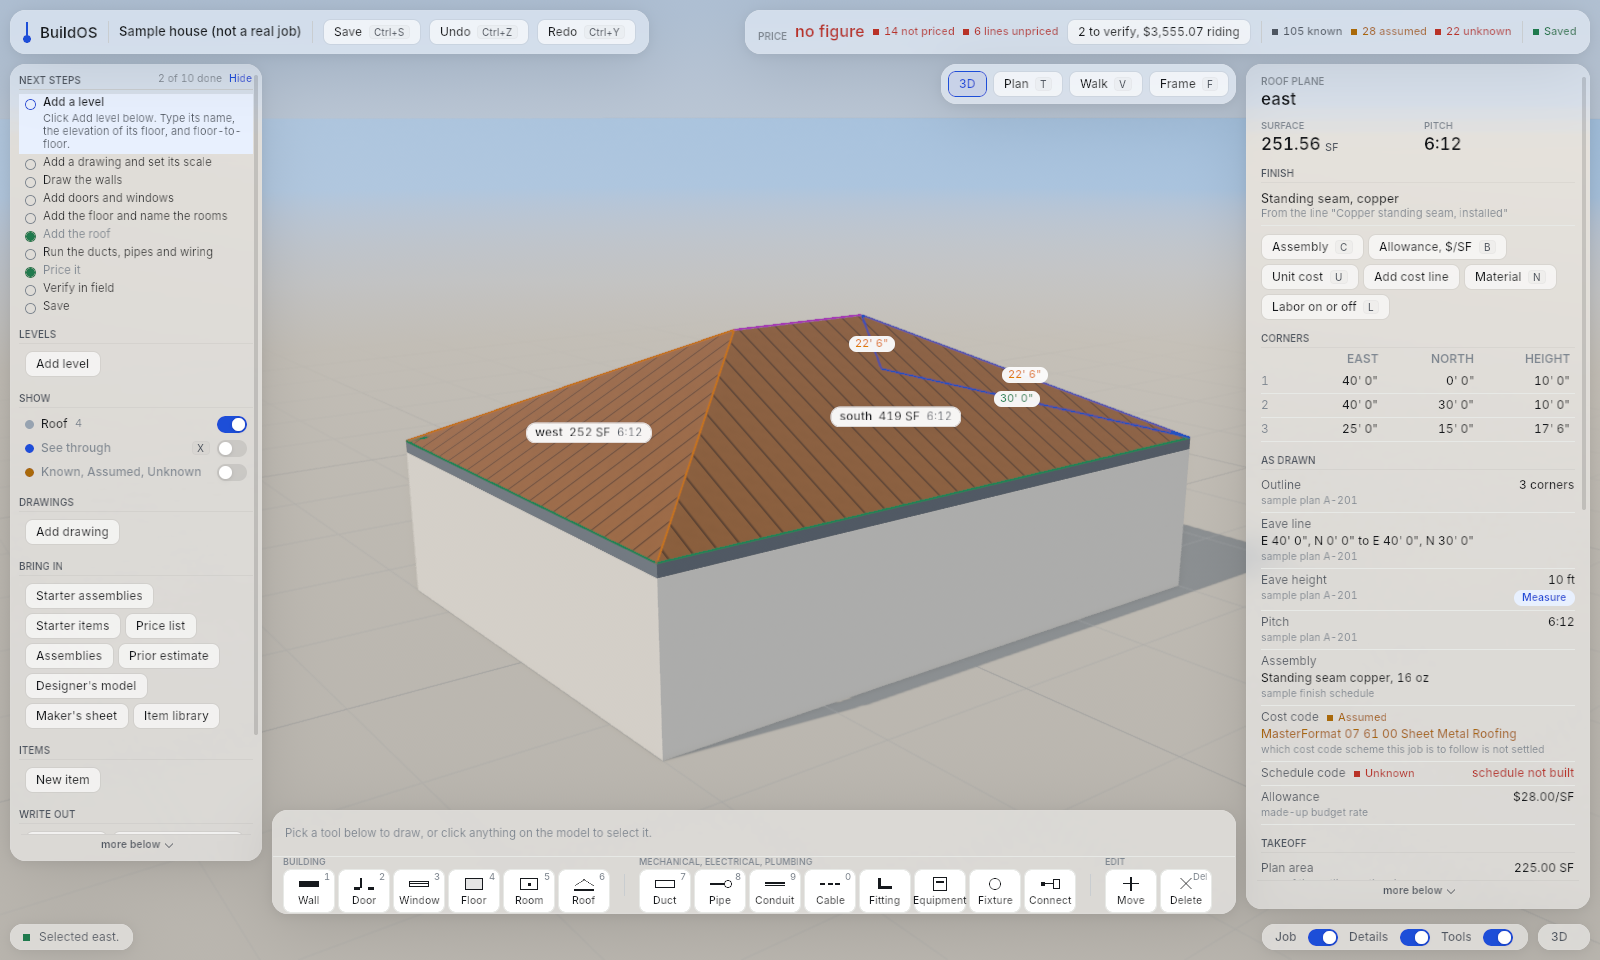 BuildOS
Sample house (not a real job)
Save Ctrl+S
Undo Ctrl+Z
Redo Ctrl+Y
PRICE no figure
14 not priced
6 lines unpriced
2 to verify, $3,555.07 riding
105 known
28 assumed
22 unknown
Saved
NEXT STEPS 2 of 10 done Hide
Add a level
Click Add level below. Type its name,
the elevation of its floor, and floor-to-
floor.
Add a drawing and set its scale
Draw the walls
Add doors and windows
Add the floor and name the rooms
Add the roof
Run the ducts, pipes and wiring
Price it
Verify in field
Save
LEVELS
Add level
SHOW
Roof 4
See through X
Known, Assumed, Unknown
DRAWINGS
Add drawing
BRING IN
Starter assemblies
Starter items Price list
Assemblies Prior estimate
Designer's model
Maker's sheet Item library
ITEMS
New item
WRITE OUT
more below
3D
Plan T
Walk V
Frame F
22' 6"
22' 6"
30' 0"
south 419 SF 6:12
west 252 SF 6:12
Pick a tool below to draw, or click anything on the model to select it.
BUILDING
Wall 1
Door 2
Window 3
Floor 4
Room 5
Roof 6
MECHANICAL, ELECTRICAL, PLUMBING
Duct 7
Pipe 8
Conduit 9
Cable 0
Fitting
Equipment
Fixture
Connect
EDIT
Move
Delete Del
ROOF PLANE
east
SURFACE PITCH
251.56 SF 6:12
FINISH
Standing seam, copper
From the line "Copper standing seam, installed"
Assembly C
Allowance, $/SF B
Unit cost U
Add cost line
Material N
Labor on or off L
CORNERS
EAST NORTH HEIGHT
1 40' 0" 0' 0" 10' 0"
2 40' 0" 30' 0" 10' 0"
3 25' 0" 15' 0" 17' 6"
AS DRAWN
Outline 3 corners
sample plan A-201
Eave line
E 40' 0", N 0' 0" to E 40' 0", N 30' 0"
sample plan A-201
Eave height 10 ft
sample plan A-201 Measure
Pitch 6:12
sample plan A-201
Assembly
Standing seam copper, 16 oz
sample finish schedule
Cost code Assumed
MasterFormat 07 61 00 Sheet Metal Roofing
which cost code scheme this job is to follow is not settled
Schedule code Unknown schedule not built
Allowance $28.00/SF
made-up budget rate
TAKEOFF
Plan area 225.00 SF
more below
Selected east.
Job Details Tools 3D